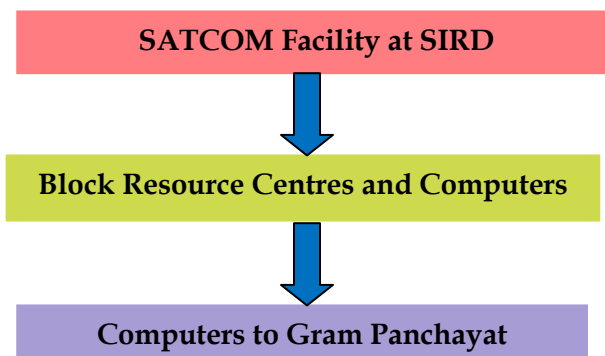 SATCOM Facility at SIRD
Block Resource Centres and Computers
Computers to Gram Panchayat